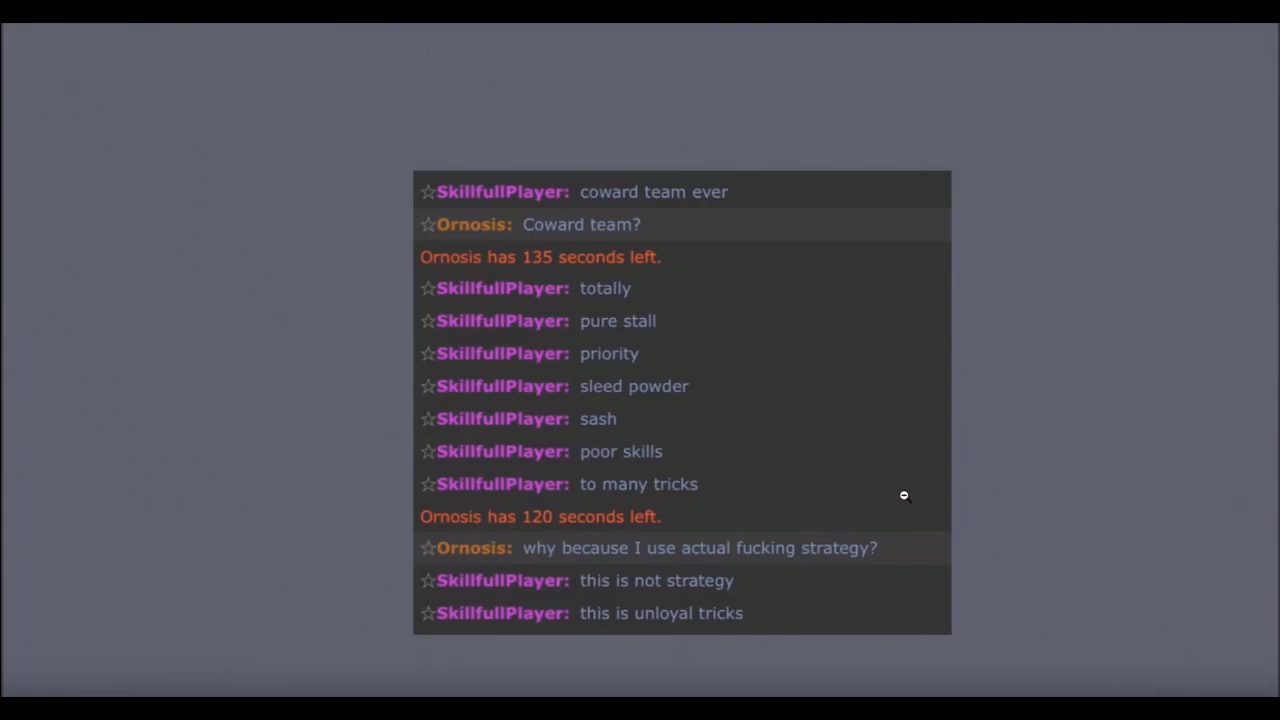 ☆SkillfullPlayer: coward team ever
☆Ornosis: Coward team?
Ornosis has 135 seconds left.
☆SkillfullPlayer: totally
☆SkillfullPlayer: pure stall
☆SkillfullPlayer: priority
☆SkillfullPlayer: sleed powder
☆SkillfullPlayer: sash
☆SkillfullPlayer: poor skills
☆SkillfullPlayer: to many tricks
Ornosis has 120 seconds left.
☆Ornosis: why because I use actual fucking strategy?
☆SkillfullPlayer: this is not strategy
☆SkillfullPlayer: this is unloyal tricks